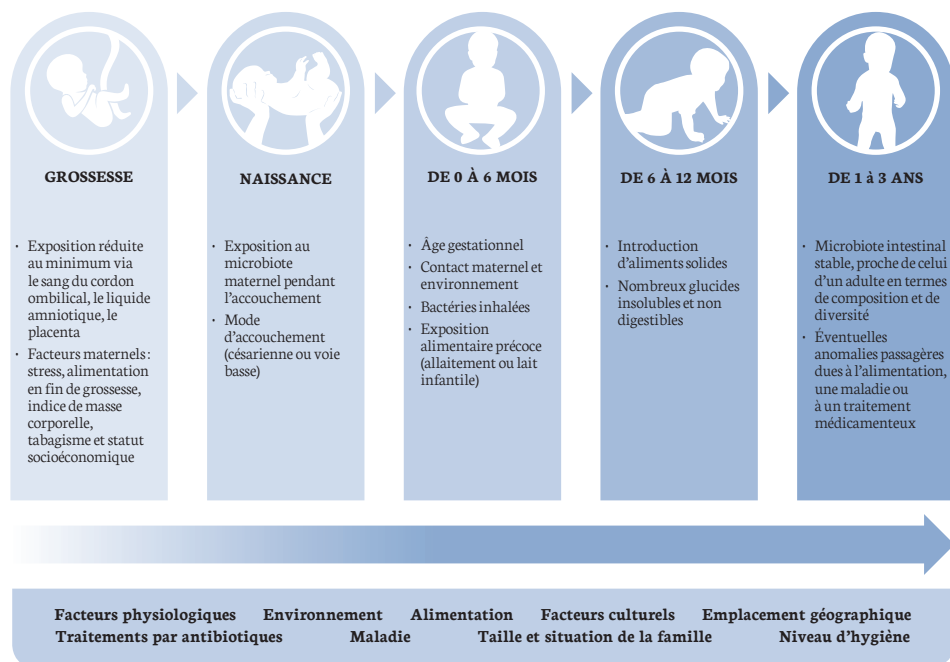 GROSSESSE
· Exposition réduite
au minimum via
le sang du cordon
ombilical, le liquide
amniotique, le
placenta
· Facteurs maternels :
stress, alimentation
en fin de grossesse,
indice de masse
corporelle,
tabagisme et statut
socioéconomique
NAISSANCE
· Exposition au
microbiote
maternel pendant
l’accouchement
· Mode
d’accouchement
(césarienne ou voie
basse)
DE 0 À 6 MOIS
· Âge gestationnel
· Contact maternel et
environnement
· Bactéries inhalées
· Exposition
alimentaire précoce
(allaitement ou lait
infantile)
DE 6 À 12 MOIS
· Introduction
d’aliments solides
· Nombreux glucides
insolubles et non
digestibles
DE 1 à 3 ANS
· Microbiote intestinal
stable, proche de celui
d’un adulte en termes
de composition et de
diversité
· Éventuelles
anomalies passagères
dues à l’alimentation,
une maladie ou
à un traitement
médicamenteux
Facteurs physiologiques Environnement Alimentation Facteurs culturels Emplacement géographique
Traitements par antibiotiques Maladie Taille et situation de la famille Niveau d’hygiène